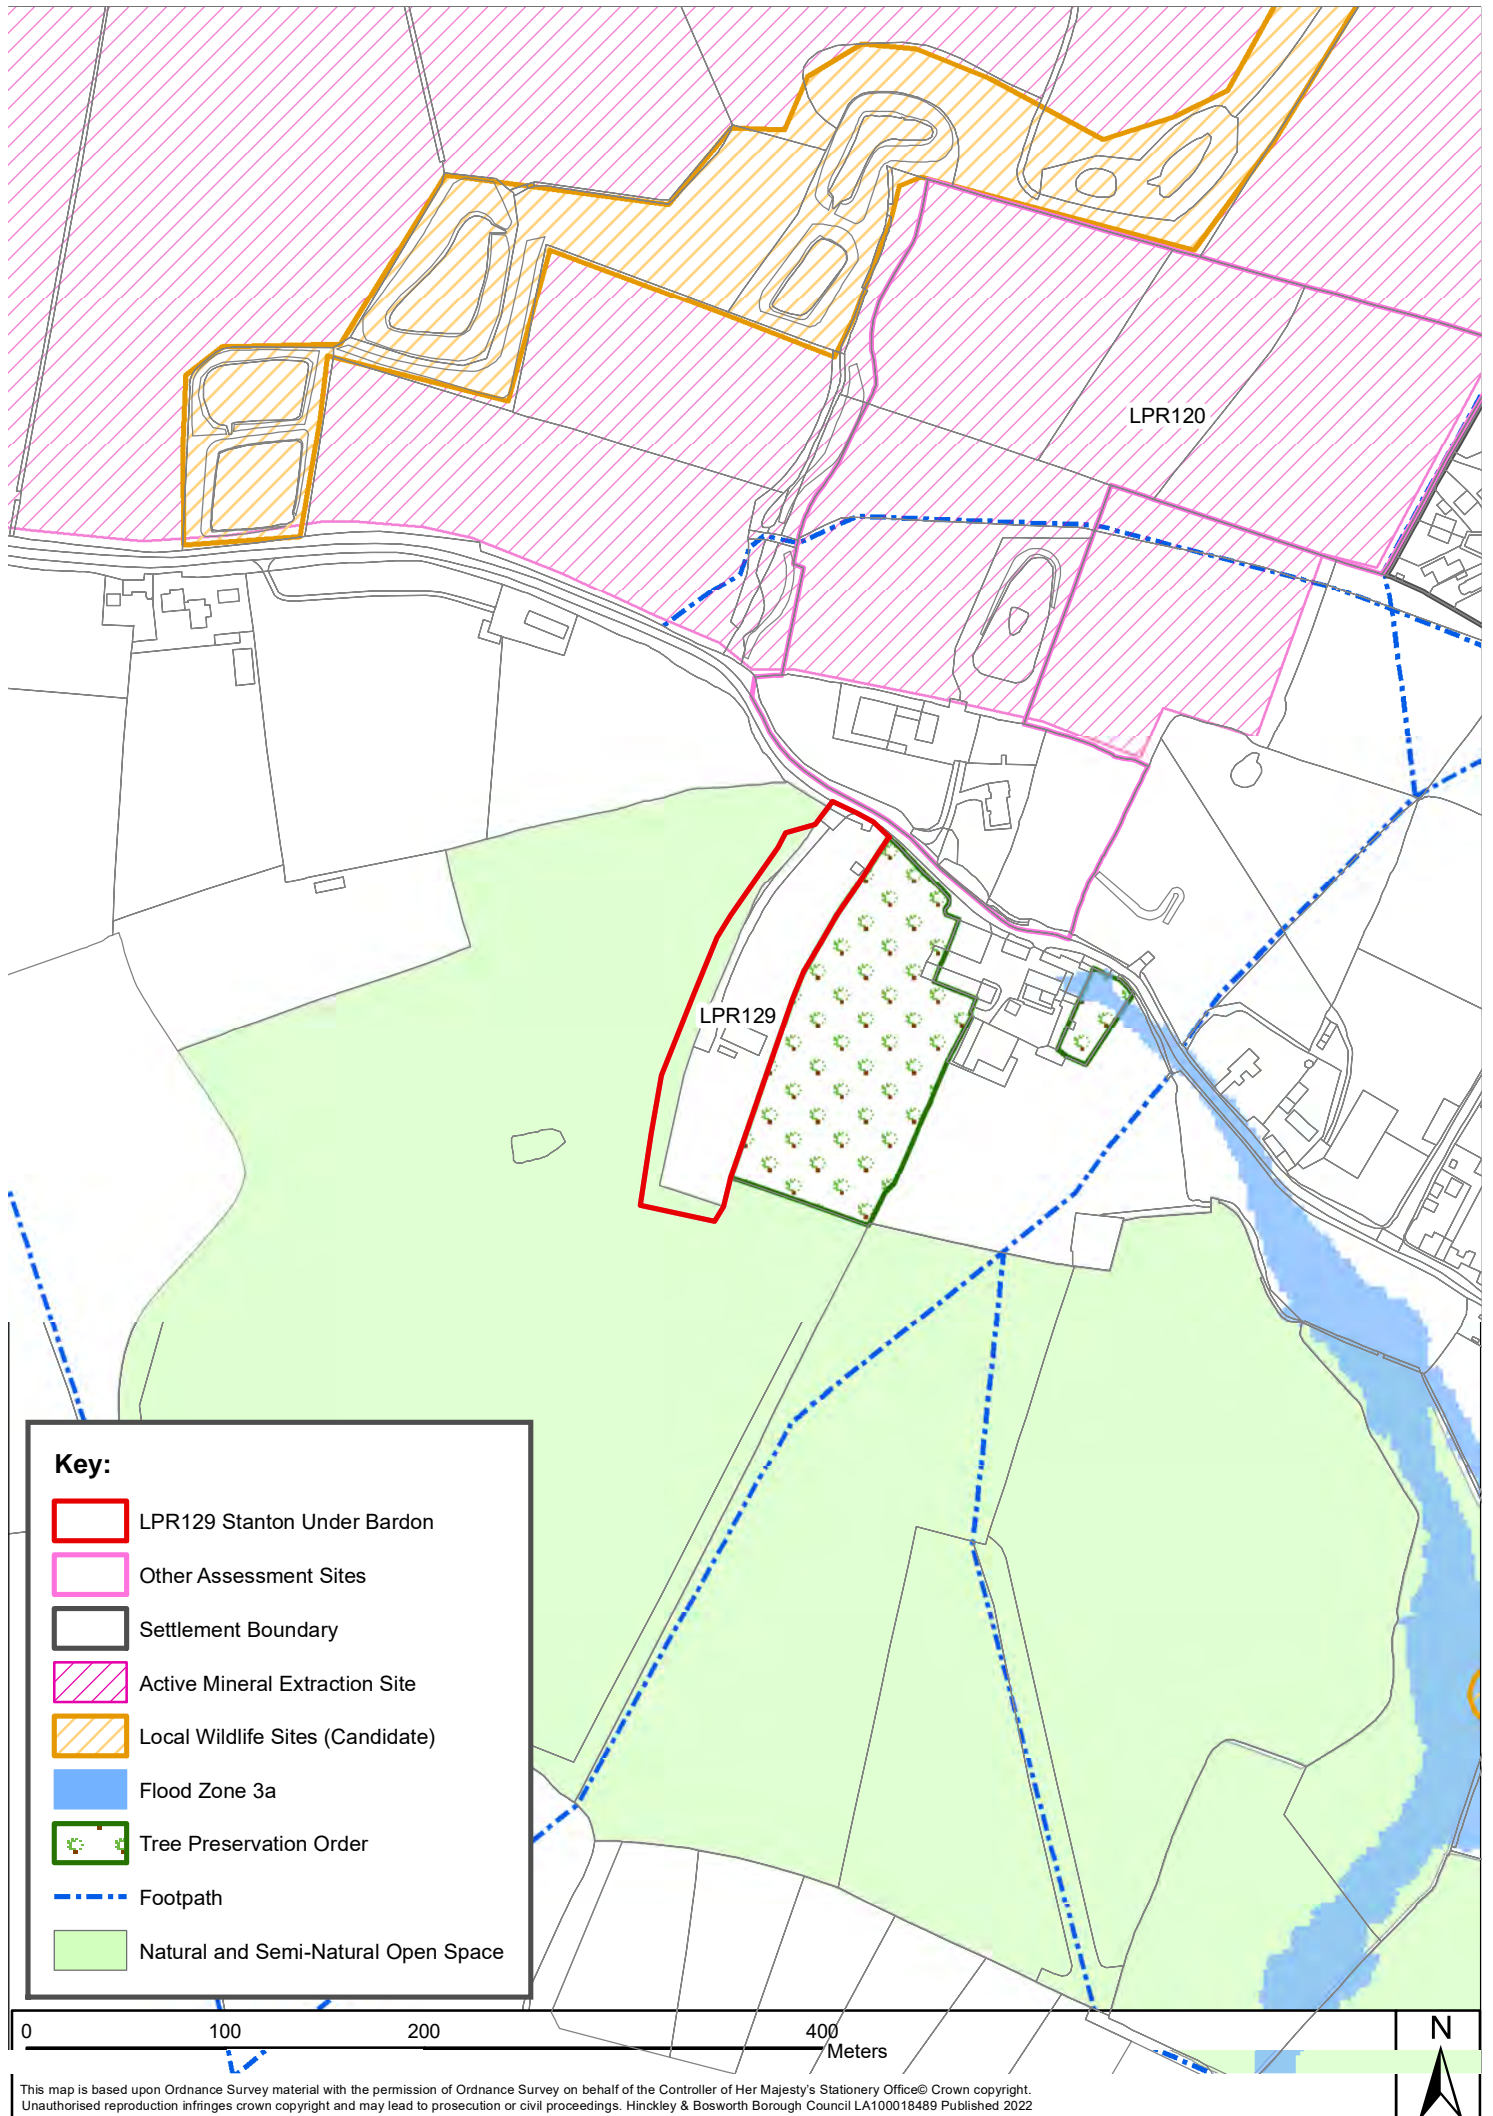 LPR120
LPR129
Key:
LPR129 Stanton Under Bardon
Other Assessment Sites
Settlement Boundary
Active Mineral Extraction Site
Local Wildlife Sites (Candidate)
Flood Zone 3a
Tree Preservation Order
Footpath
Natural and Semi-Natural Open Space
0 100 200 400
Meters
N
This map is based upon Ordnance Survey material with the permission of Ordnance Survey on behalf of the Controller of Her Majesty's Stationery Office© Crown copyright.
Unauthorised reproduction infringes crown copyright and may lead to prosecution or civil proceedings. Hinckley & Bosworth Borough Council LA100018489 Published 2022